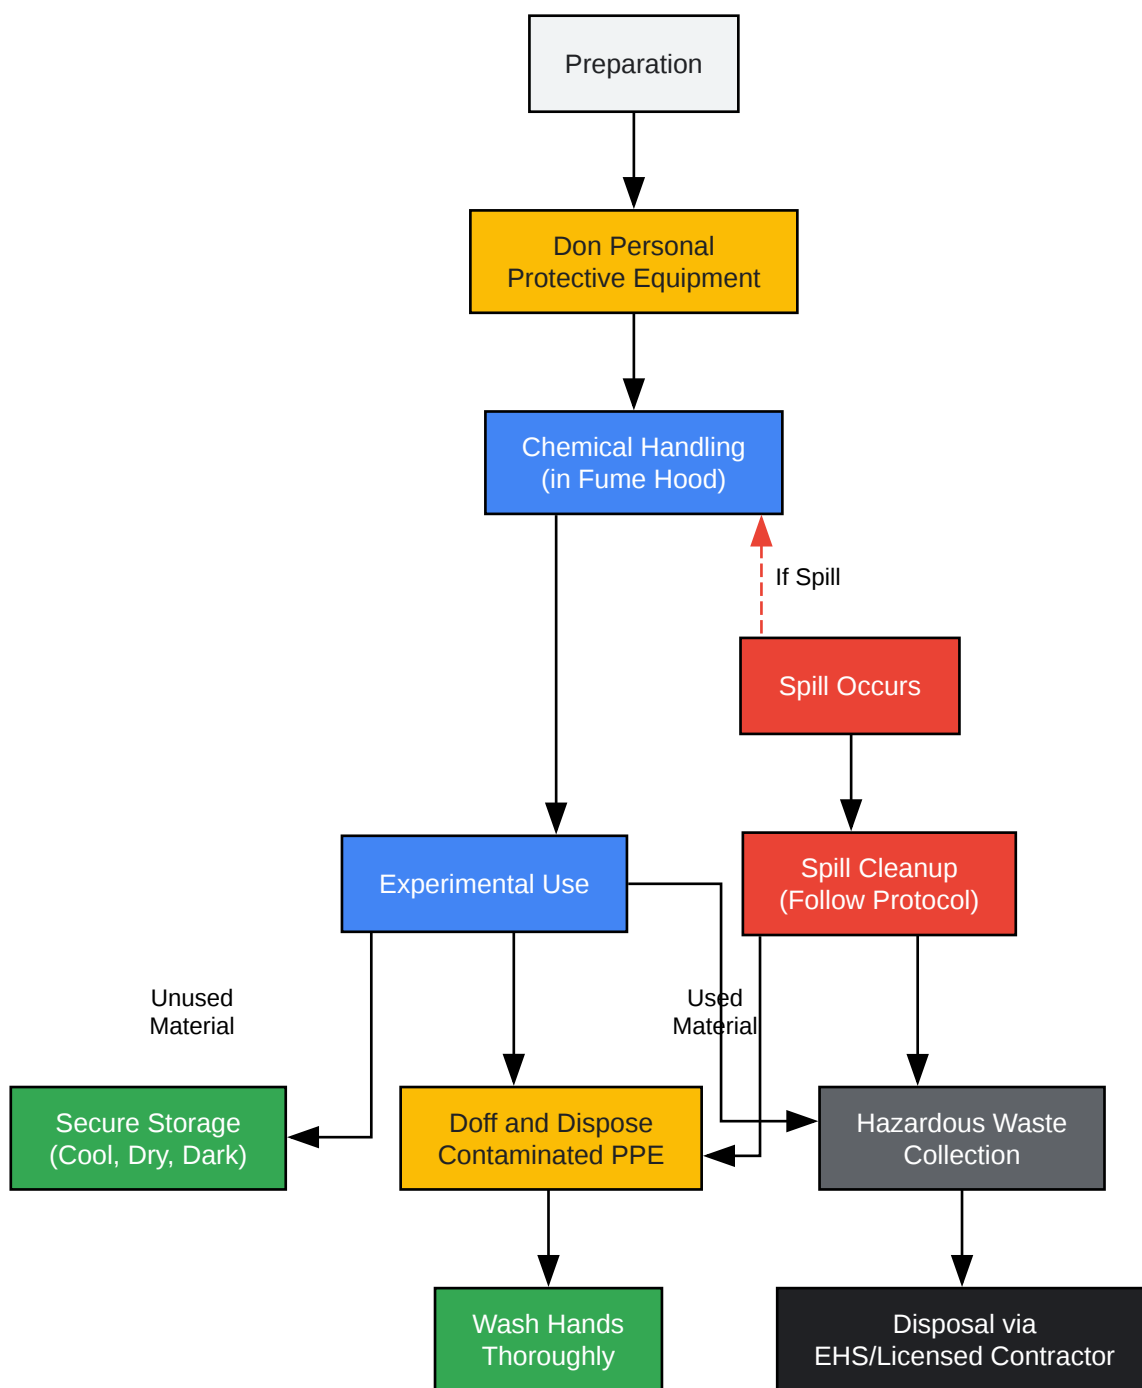 Preparation
Don Personal
Protective Equipment
Chemical Handling
(in Fume Hood)
If Spill
Spill Occurs
Experimental Use
Spill Cleanup
(Follow Protocol)
Unused
Material
Used
Material
Secure Storage
(Cool, Dry, Dark)
Doff and Dispose
Contaminated PPE
Hazardous Waste
Collection
Wash Hands
Thoroughly
Disposal via
EHS/Licensed Contractor